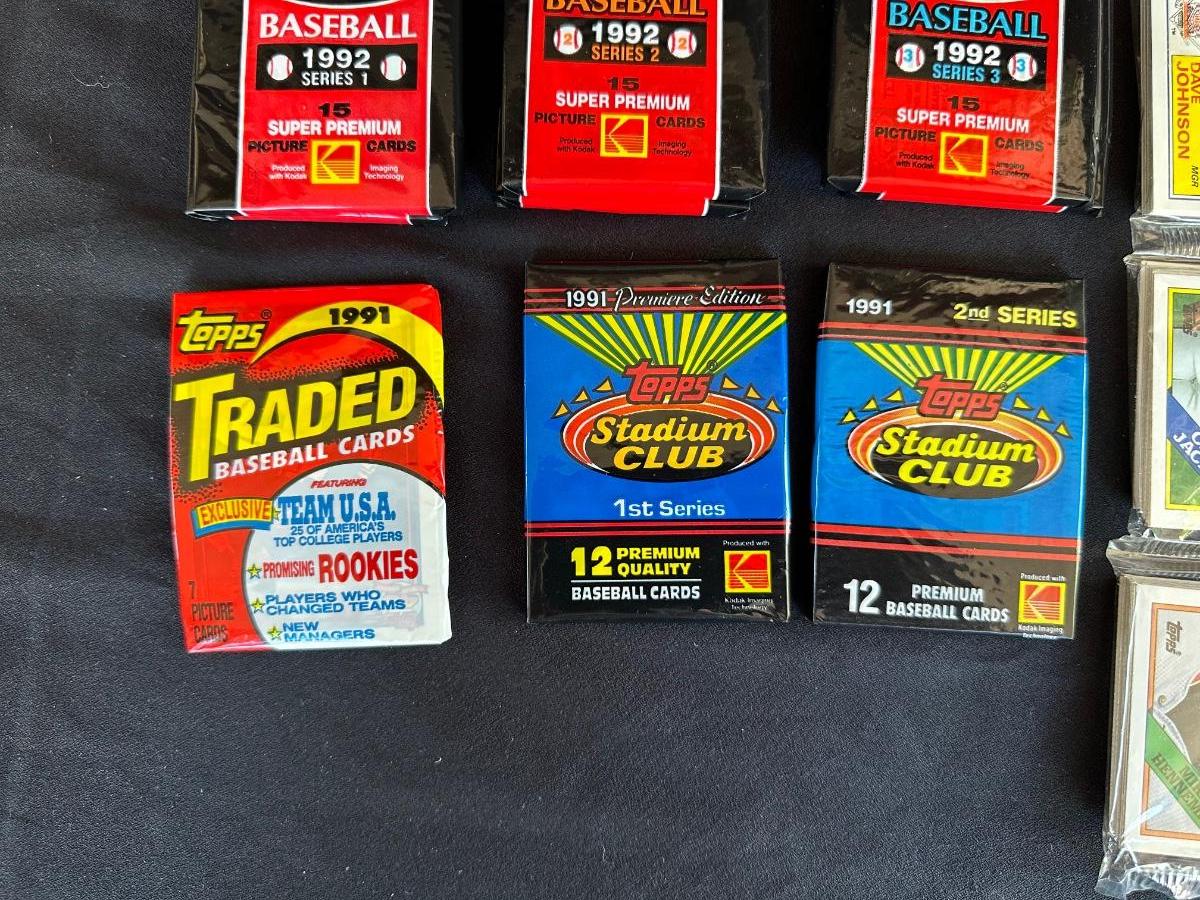 BASEBALL
1992
SERIES 1
15
SUPER PREMIUM
PICTURE CARDS
Produced with Kodak
Imaging Technology
BASEBALL
2 1992 2
SERIES 2
15
SUPER PREMIUM
PICTURE CARDS
Produced with Kodak
Imaging Technology
BASEBALL
3 1992 3
SERIES 3
15
SUPER PREMIUM
PICTURE CARDS
Produced with Kodak
Imaging Technology
DAVE
JOHNSON
MGR
TOPPS® 1991
TRADED
BASEBALL CARDS
FEATURING
EXCLUSIVE TEAM U.S.A.
25 OF AMERICA'S
TOP COLLEGE PLAYERS
PROMISING ROOKIES
PLAYERS WHO
CHANGED TEAMS
NEW
MANAGERS
7
PICTURE
CARDS
1991 Premiere Edition
TOPPS®
Stadium
CLUB
1st Series
12 PREMIUM
QUALITY
BASEBALL CARDS
Produced with
Kodak Imaging
Technology
1991 2nd SERIES
TOPPS®
Stadium
CLUB
12 PREMIUM
BASEBALL CARDS
Produced with
Kodak Imaging
Technology
TOPPS